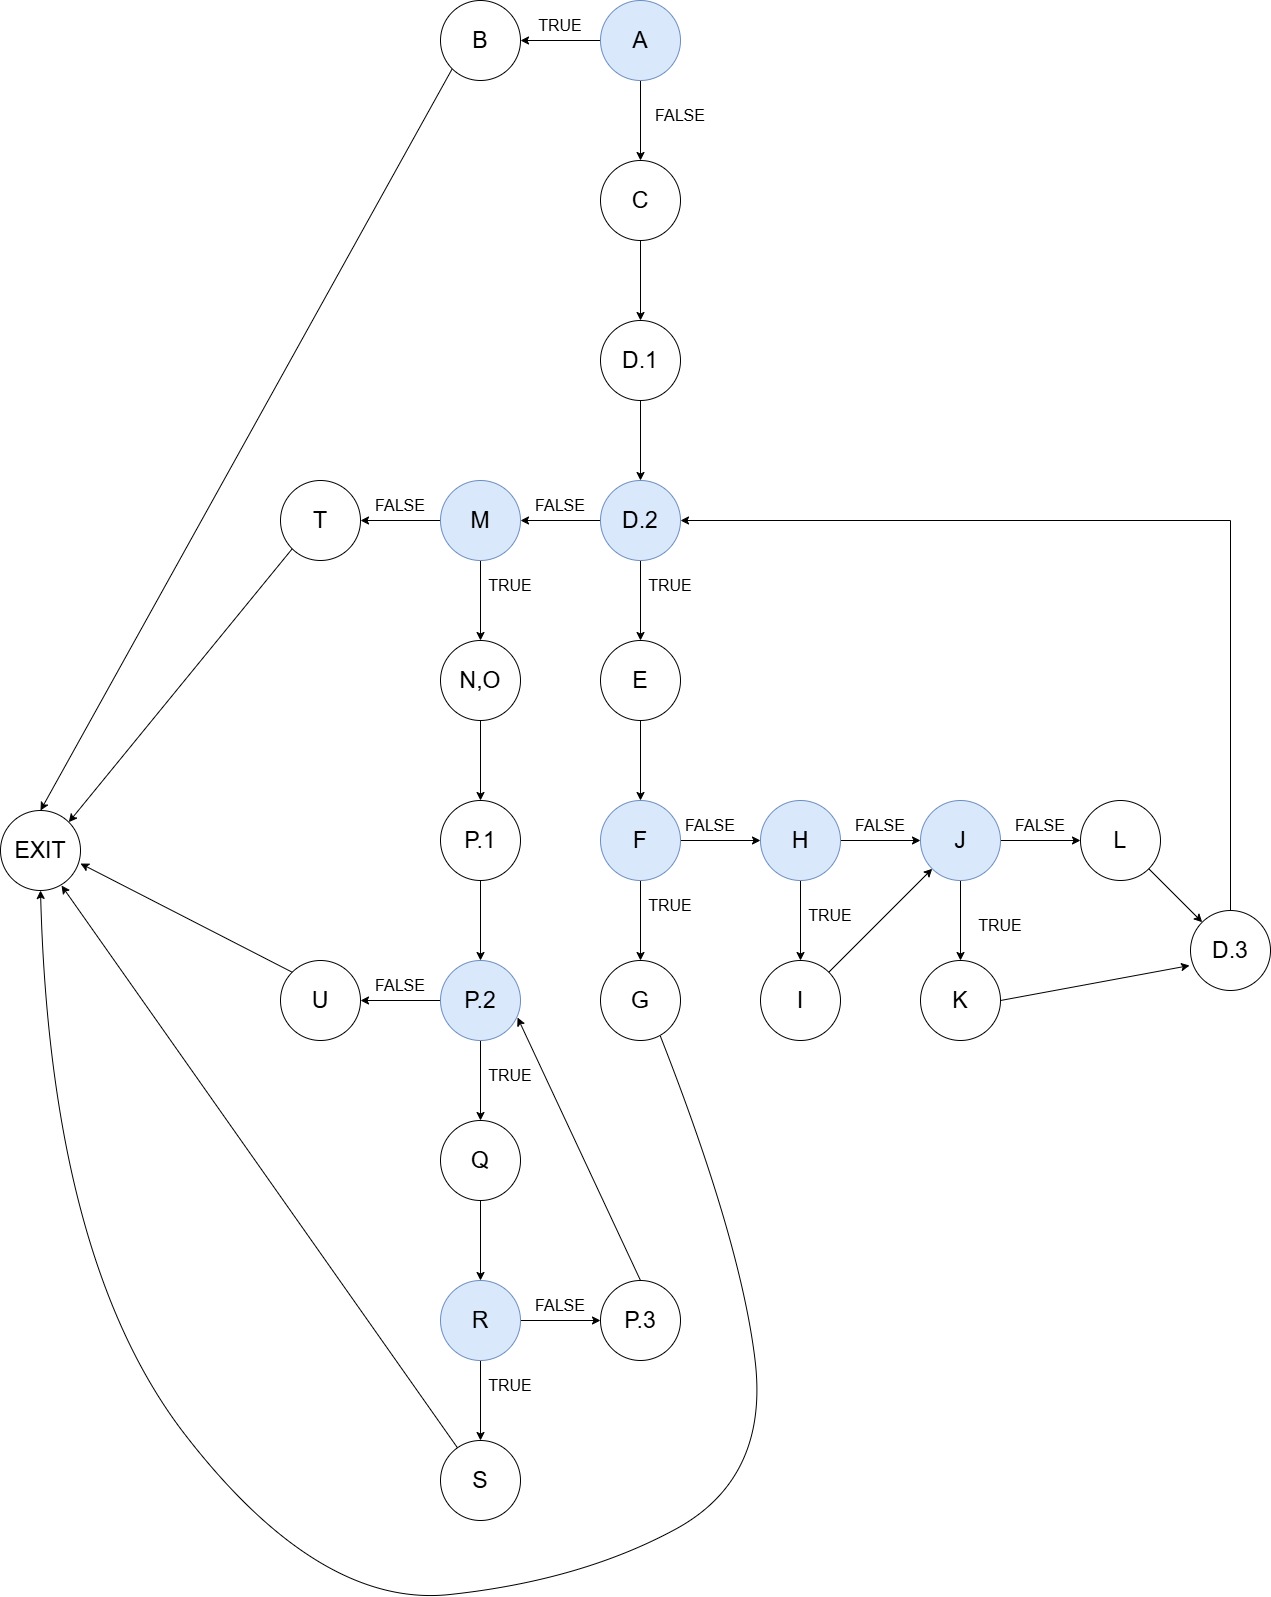 B
TRUE
A
FALSE
C
D.1
T
FALSE
M
FALSE
D.2
TRUE
TRUE
N,O
E
EXIT
P.1
F
FALSE
H
FALSE
J
FALSE
L
TRUE
TRUE
TRUE
D.3
U
FALSE
P.2
G
I
K
TRUE
Q
R
FALSE
P.3
TRUE
S